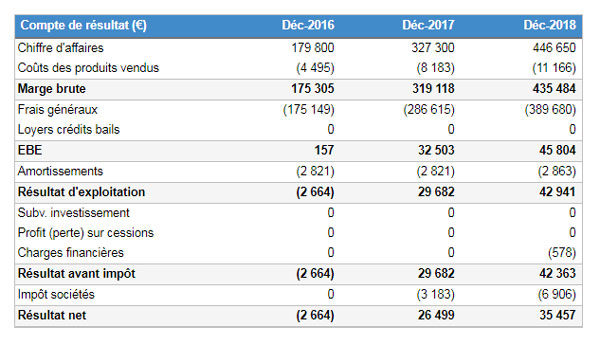 Compte de résultat (€) Déc-2016 Déc-2017 Déc-2018
Chiffre d'affaires 179 800 327 300 446 650
Coûts des produits vendus (4 495) (8 183) (11 166)
Marge brute 175 305 319 118 435 484
Frais généraux (175 149) (286 615) (389 680)
Loyers crédits bails 0 0 0
EBE 157 32 503 45 804
Amortissements (2 821) (2 821) (2 863)
Résultat d'exploitation (2 664) 29 682 42 941
Subv. investissement 0 0 0
Profit (perte) sur cessions 0 0 0
Charges financières 0 0 (578)
Résultat avant impôt (2 664) 29 682 42 363
Impôt sociétés 0 (3 183) (6 906)
Résultat net (2 664) 26 499 35 457